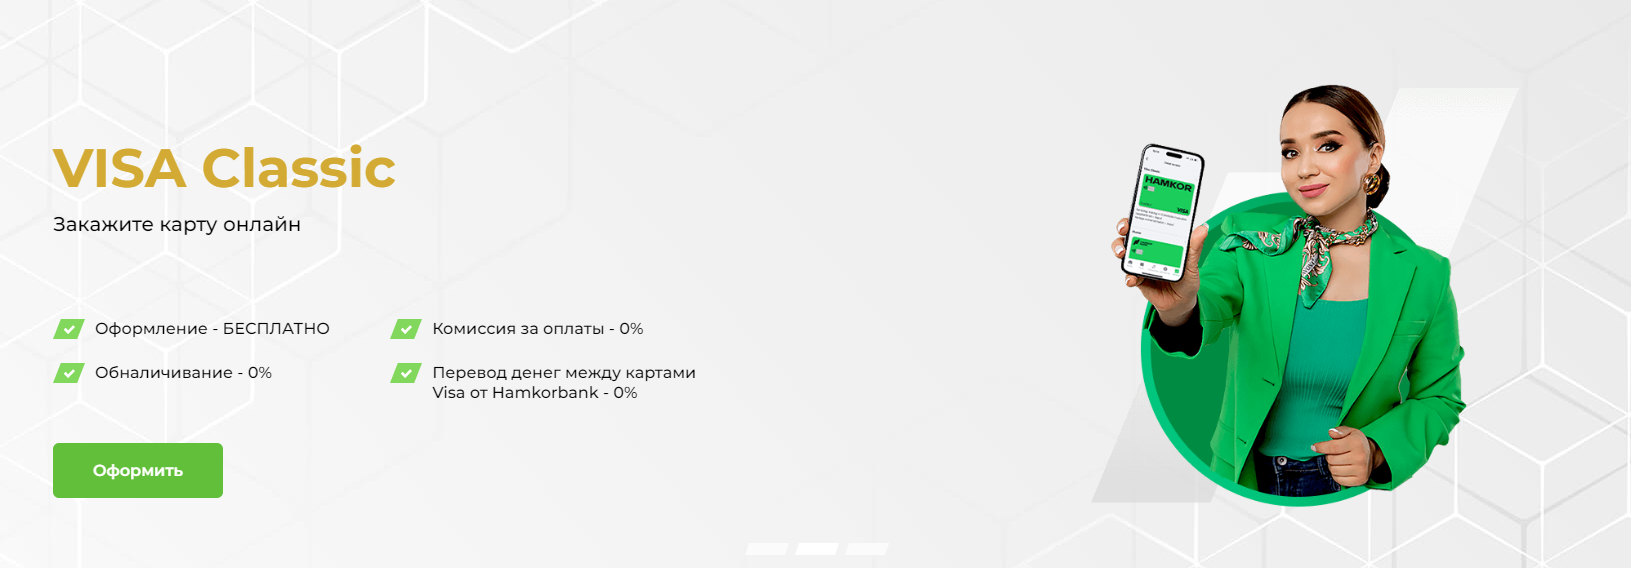 VISA Classic
Закажите карту онлайн
Оформление - БЕСПЛАТНО
Комиссия за оплаты - 0%
Обналичивание - 0%
Перевод денег между картами
Visa от Hamkorbank - 0%
Оформить
HAMKOR
VISA